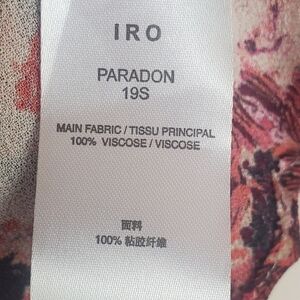 IRO
PARADON
19S
MAIN FABRIC / TISSU PRINCIPAL
100% VISCOSE / VISCOSE
面料
100% 粘胶纤维